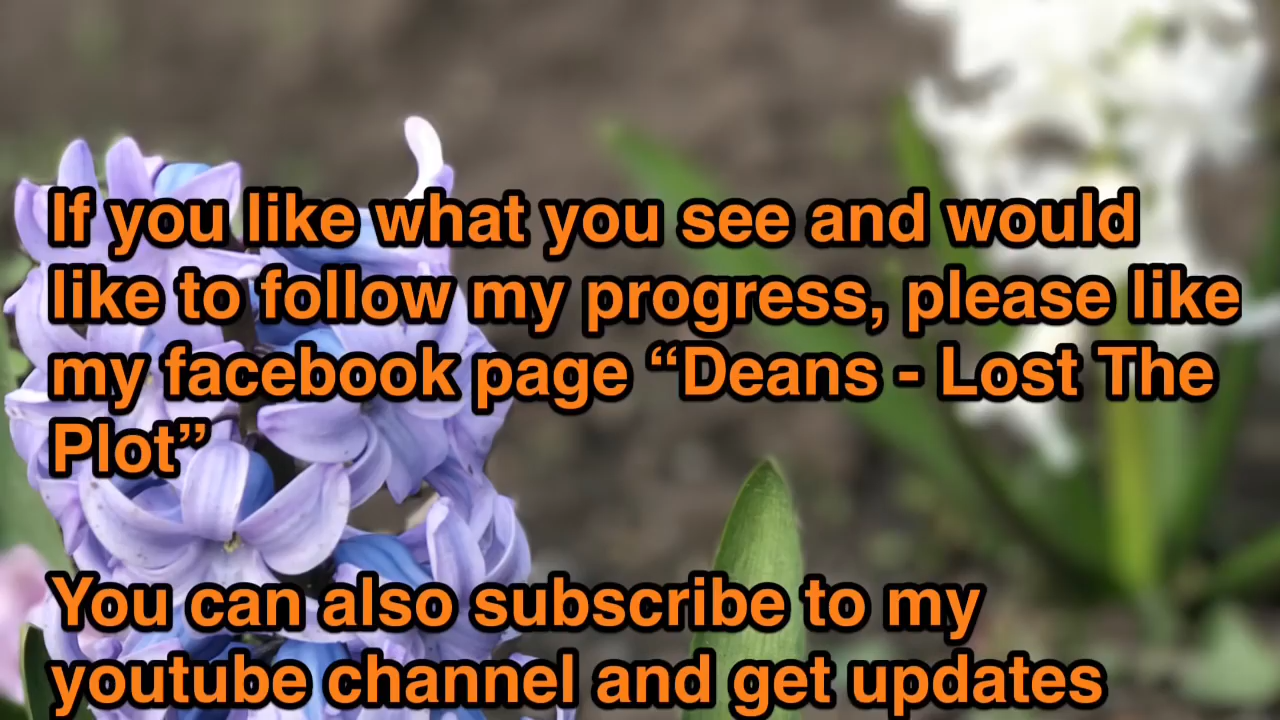 If you like what you see and would
like to follow my progress, please like
my facebook page “Deans - Lost The
Plot”
You can also subscribe to my
youtube channel and get updates